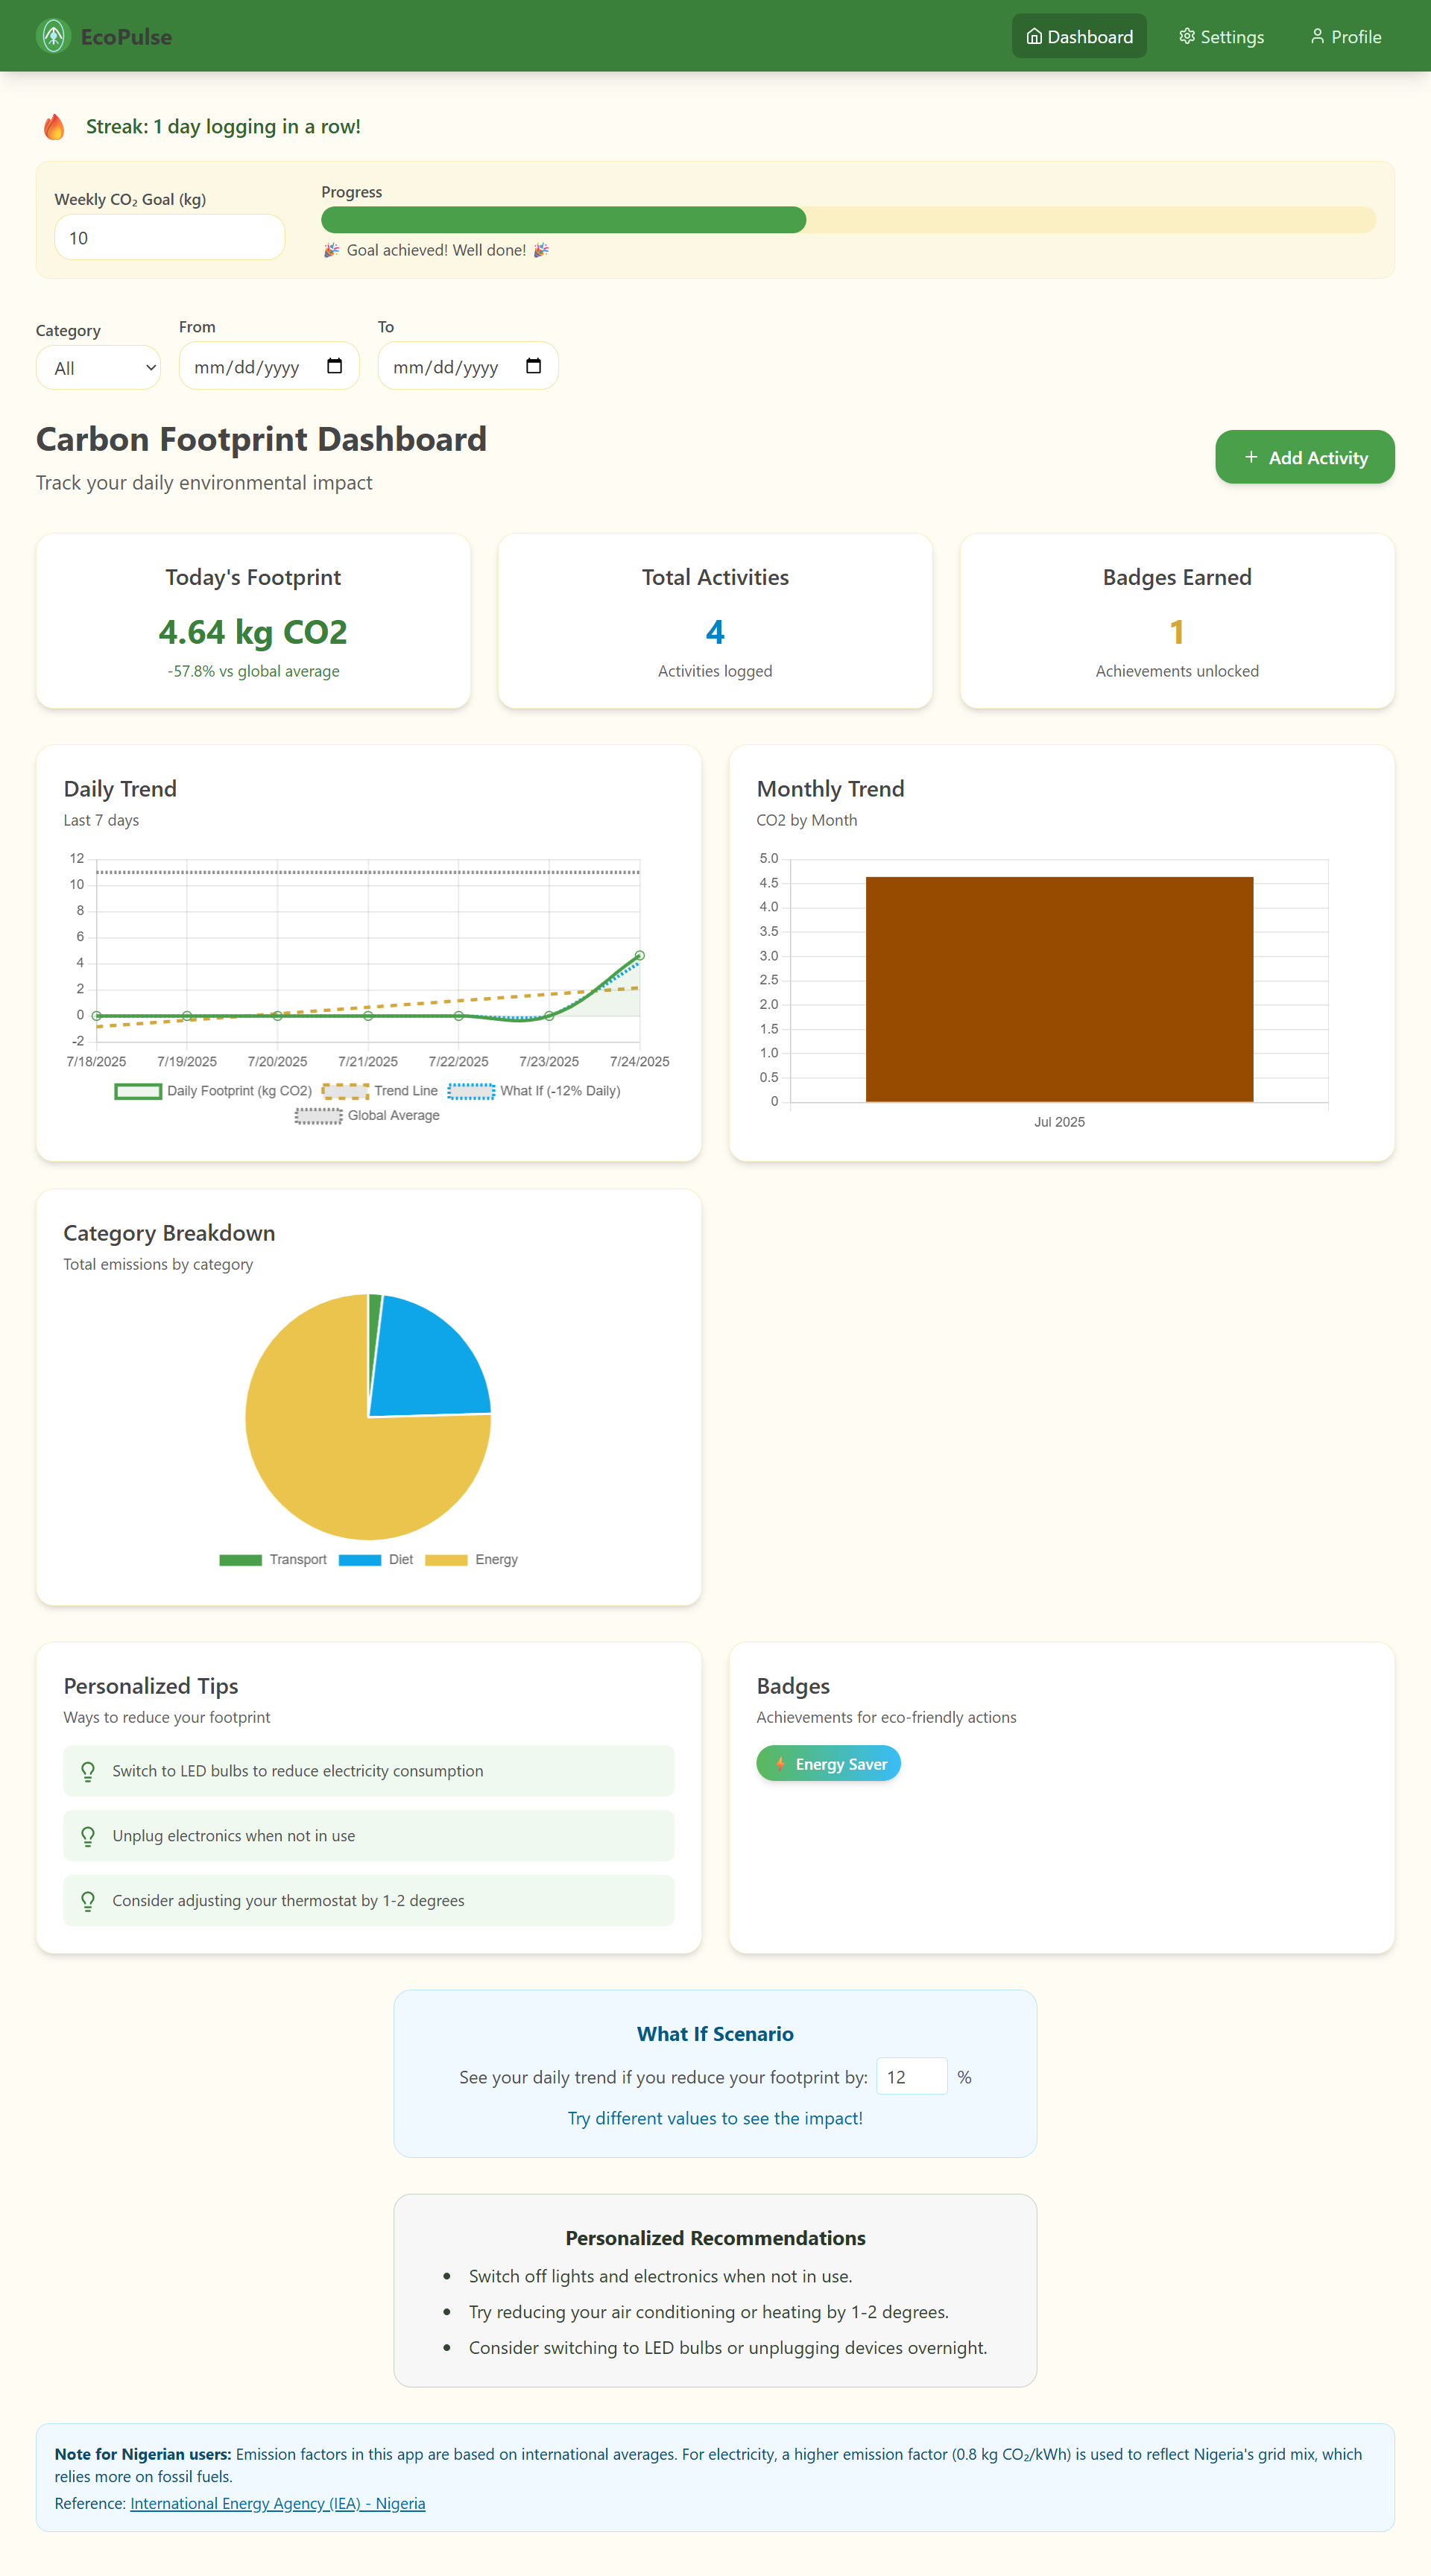 EcoPulse
Dashboard
Settings
Profile
Streak: 1 day logging in a row!
Weekly CO₂ Goal (kg)
10
Progress
🎉 Goal achieved! Well done! 🎉
Category
All
From
mm/dd/yyyy
To
mm/dd/yyyy
Carbon Footprint Dashboard
Track your daily environmental impact
+ Add Activity
Today's Footprint
4.64 kg CO2
-57.8% vs global average
Total Activities
4
Activities logged
Badges Earned
1
Achievements unlocked
Daily Trend
Last 7 days
12
10
8
6
4
2
0
-2
7/18/2025 7/19/2025 7/20/2025 7/21/2025 7/22/2025 7/23/2025 7/24/2025
Daily Footprint (kg CO2) Trend Line What If (-12% Daily)
Global Average
Monthly Trend
CO2 by Month
5.0
4.5
4.0
3.5
3.0
2.5
2.0
1.5
1.0
0.5
0
Jul 2025
Category Breakdown
Total emissions by category
Transport Diet Energy
Personalized Tips
Ways to reduce your footprint
Switch to LED bulbs to reduce electricity consumption
Unplug electronics when not in use
Consider adjusting your thermostat by 1-2 degrees
Badges
Achievements for eco-friendly actions
Energy Saver
What If Scenario
See your daily trend if you reduce your footprint by: 12 %
Try different values to see the impact!
Personalized Recommendations
• Switch off lights and electronics when not in use.
• Try reducing your air conditioning or heating by 1-2 degrees.
• Consider switching to LED bulbs or unplugging devices overnight.
Note for Nigerian users: Emission factors in this app are based on international averages. For electricity, a higher emission factor (0.8 kg CO₂/kWh) is used to reflect Nigeria's grid mix, which
relies more on fossil fuels.
Reference: International Energy Agency (IEA) - Nigeria